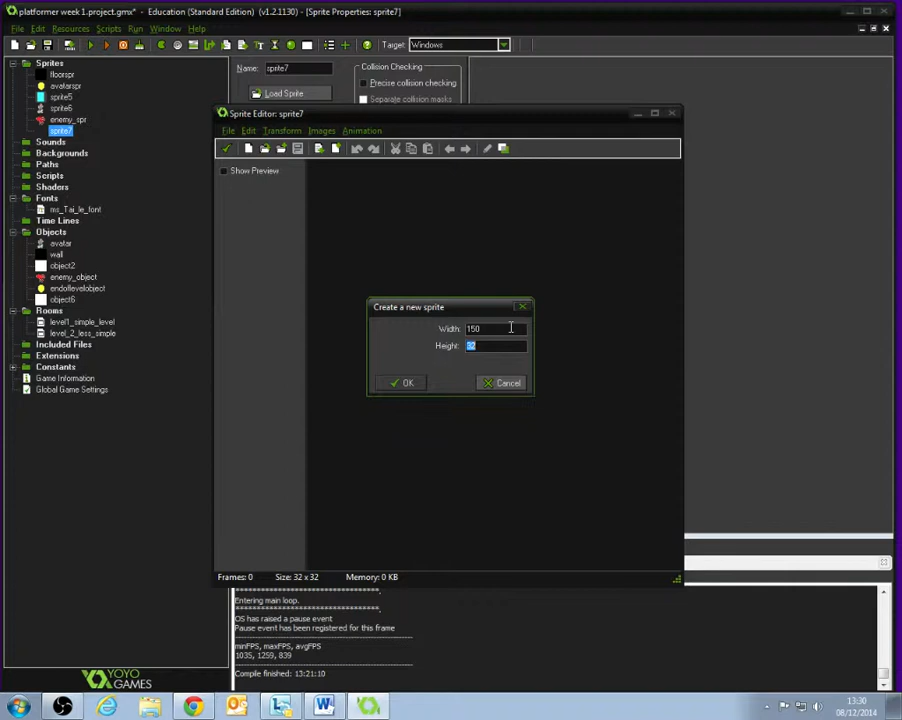 platformer week 1.project.gmx* - Education (Standard Edition) (v1.2.1130) - [Sprite Properties: sprite7]
File Edit Resources Scripts Run Window Help
Target: Windows
Sprites
floorspr
avatarspr
sprite5
sprite6
enemy_spr
sprite7
Sounds
Backgrounds
Paths
Scripts
Shaders
Fonts
ms_Tai_le_font
Time Lines
Objects
avatar
wall
object2
enemy_object
endoflevelobject
object6
Rooms
level1_simple_level
level_2_less_simple
Included Files
Extensions
Constants
Game Information
Global Game Settings
YOYO
GAMES
Name: sprite7
Load Sprite
Collision Checking
Precise collision checking
Separate collision masks
Sprite Editor: sprite7
File Edit Transform Images Animation
Show Preview
Create a new sprite
Width: 150
Height: 32
OK Cancel
Frames: 0 Size: 32 x 32 Memory: 0 KB
Entering main loop.
OS has raised a pause event
Pause event has been registered for this frame
minFPS, maxFPS, avgFPS
1035, 1259, 839
Compile finished: 13:21:10
13:30
08/12/2014